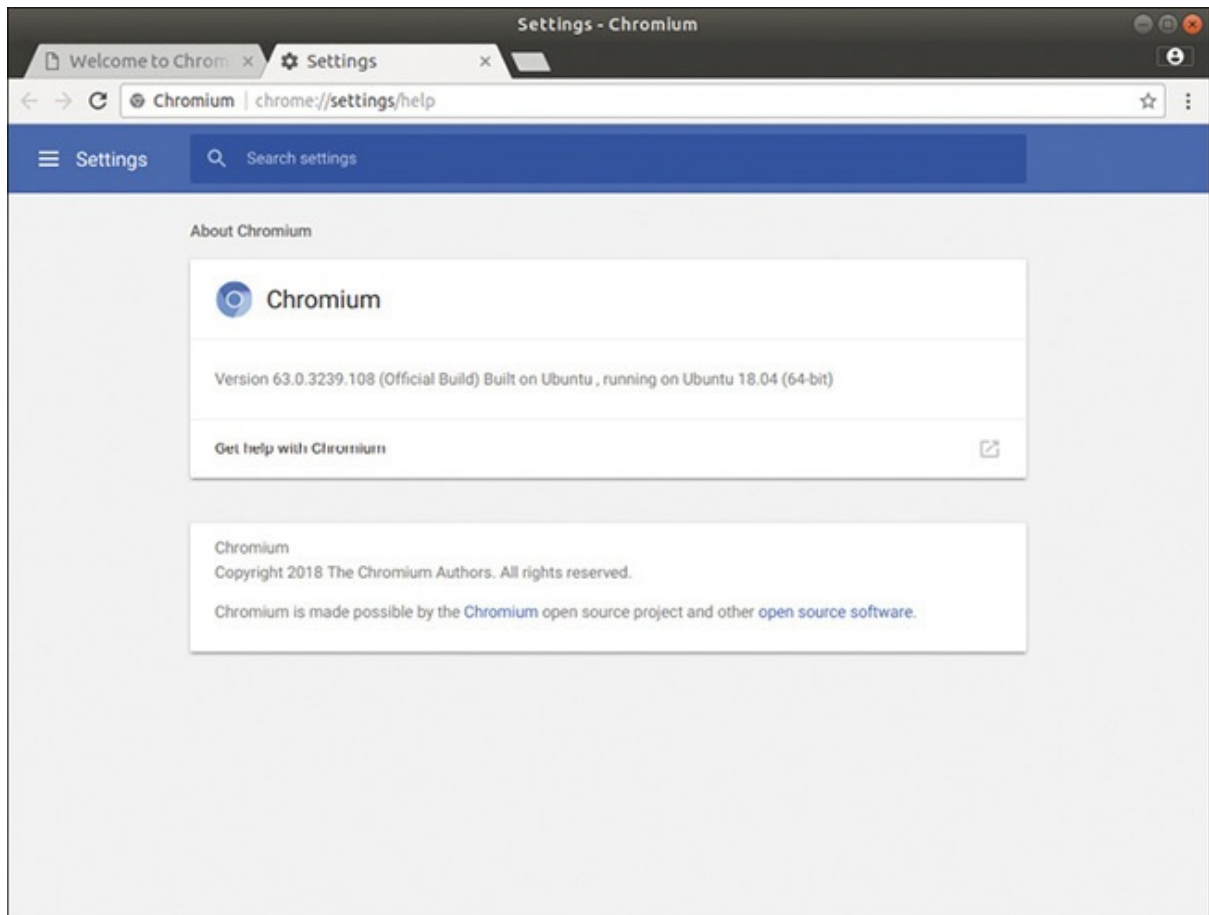 Settings - Chromium
Welcome to Chrom
Settings
Chromium | chrome://settings/help
Settings
Search settings
About Chromium
Chromium
Version 63.0.3239.108 (Official Build) Built on Ubuntu , running on Ubuntu 18.04 (64-bit)
Get help with Chromium
Chromium
Copyright 2018 The Chromium Authors. All rights reserved.
Chromium is made possible by the Chromium open source project and other open source software.